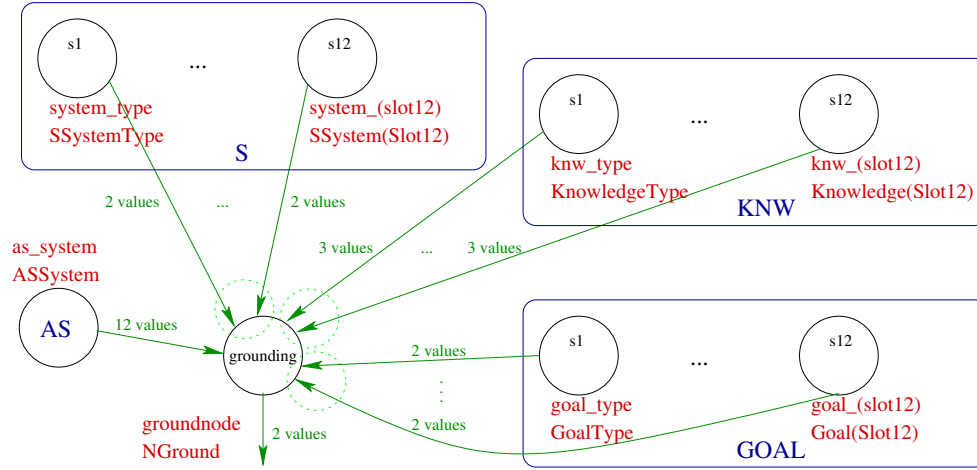 s1
...
s12
system_type
SSystemType
system_(slot12)
SSystem(Slot12)
S
s1
...
s12
knw_type
KnowledgeType
knw_(slot12)
Knowledge(Slot12)
KNW
2 values
...
2 values
3 values
...
3 values
as_system
ASSystem
AS
12 values
grounding
groundnode
NGround
2 values
2 values
2 values
s1
...
s12
goal_type
GoalType
goal_(slot12)
Goal(Slot12)
GOAL